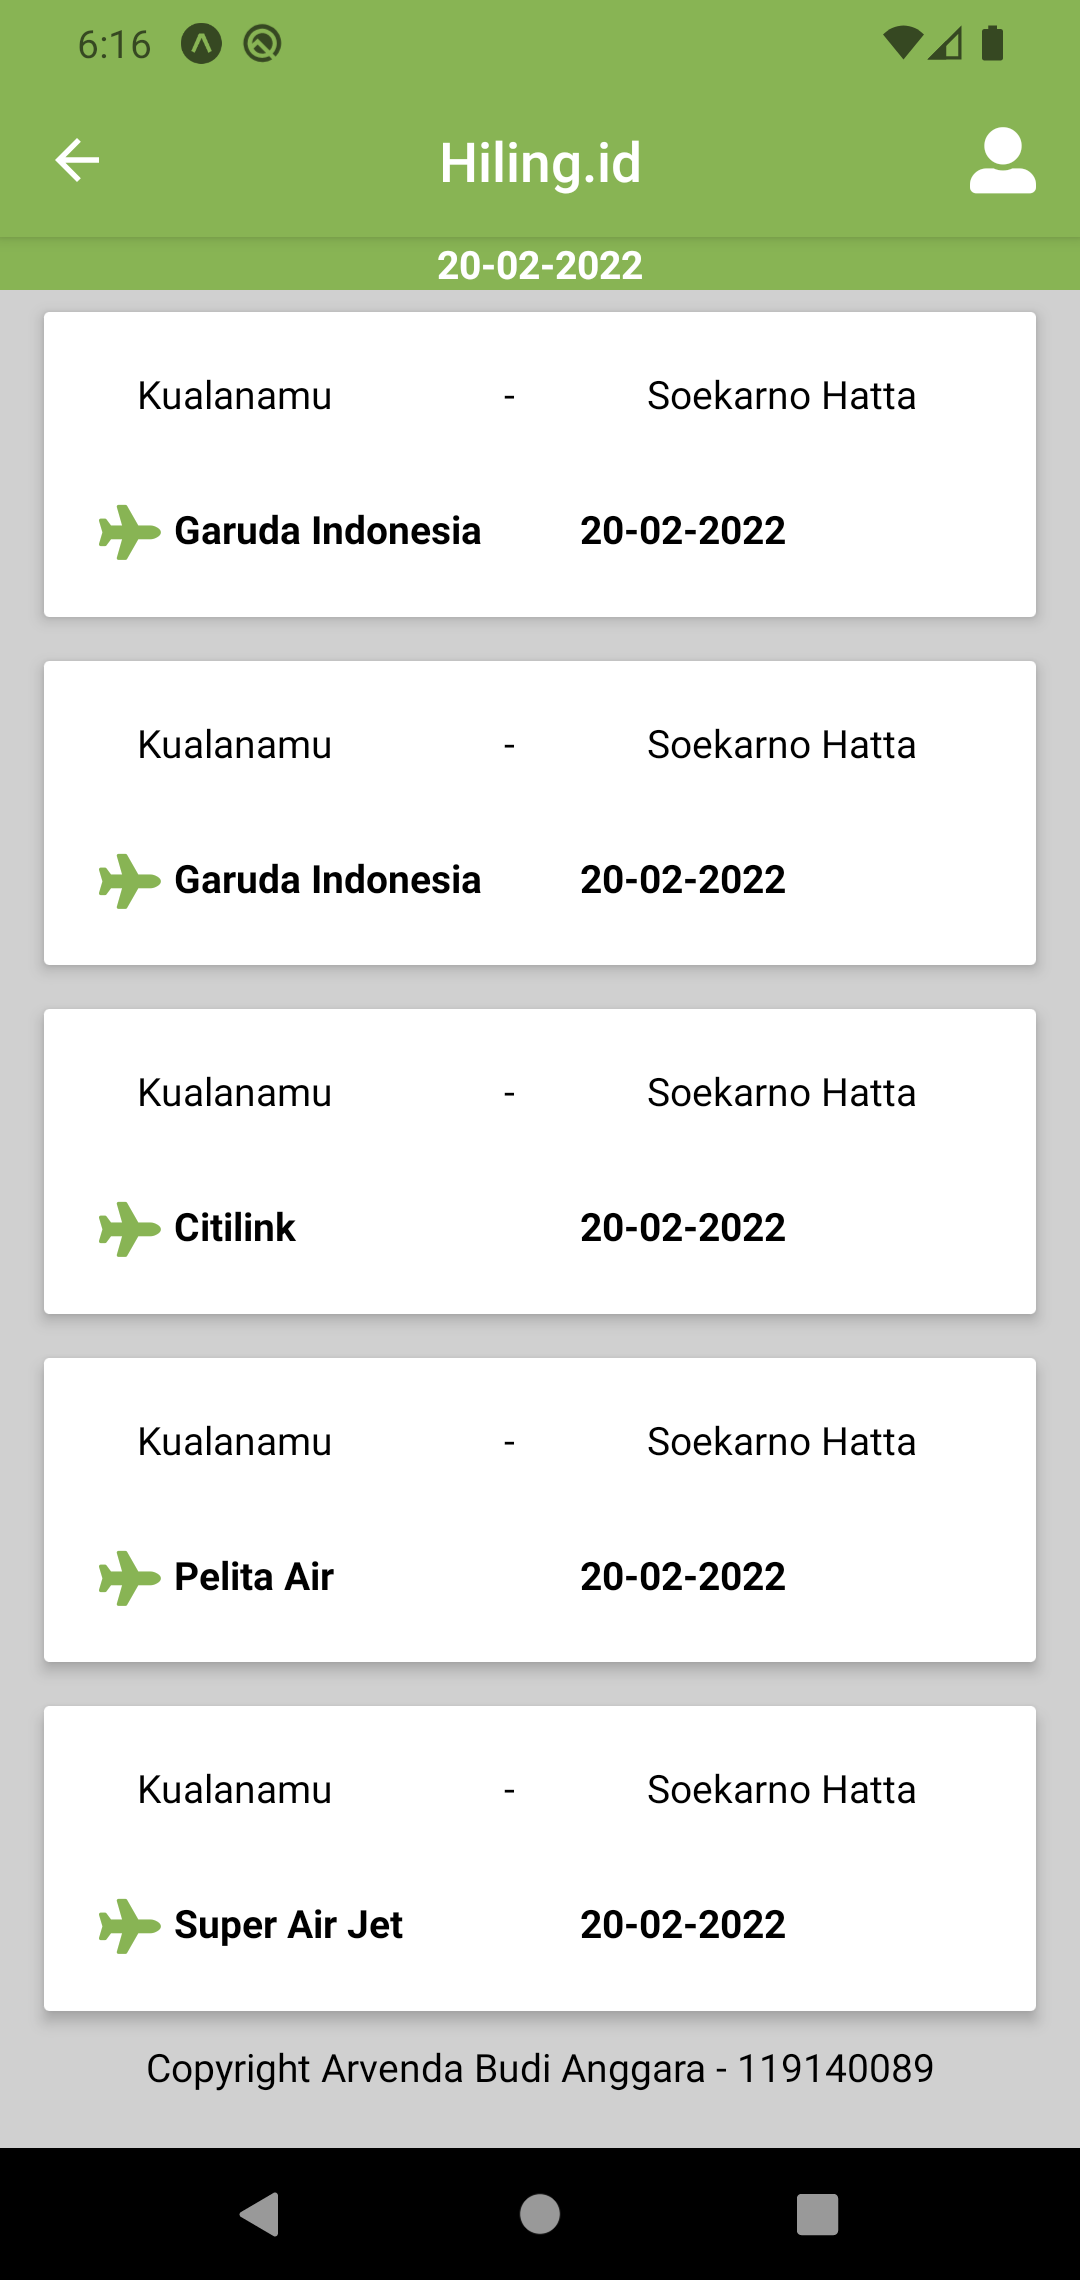 6:16
Hiling.id
20-02-2022
Kualanamu - Soekarno Hatta
Garuda Indonesia 20-02-2022
Kualanamu - Soekarno Hatta
Garuda Indonesia 20-02-2022
Kualanamu - Soekarno Hatta
Citilink 20-02-2022
Kualanamu - Soekarno Hatta
Pelita Air 20-02-2022
Kualanamu - Soekarno Hatta
Super Air Jet 20-02-2022
Copyright Arvenda Budi Anggara - 119140089